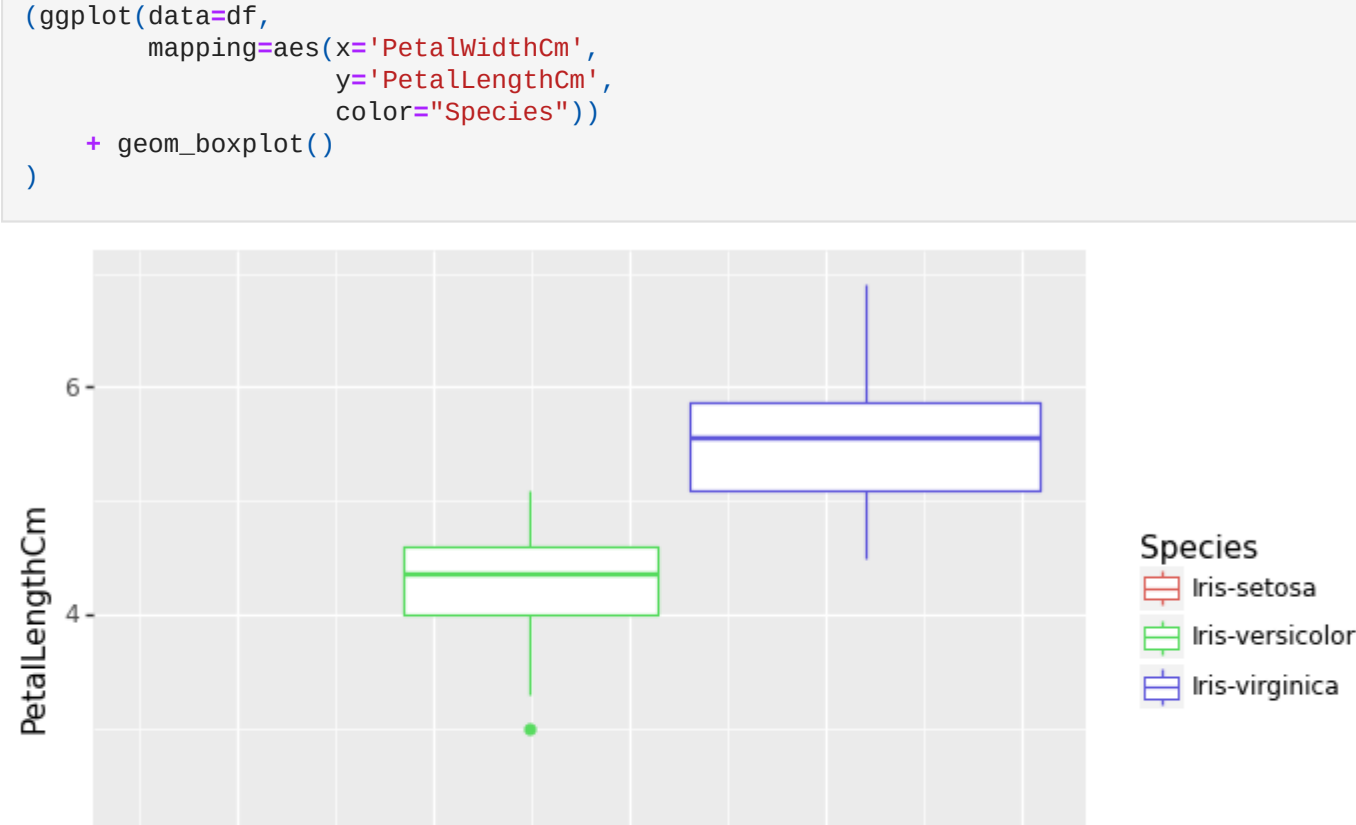 (ggplot(data=df,
        mapping=aes(x='PetalWidthCm',
                    y='PetalLengthCm',
                    color="Species"))
    + geom_boxplot()
)
6
4
PetalLengthCm
Species
Iris-setosa
Iris-versicolor
Iris-virginica